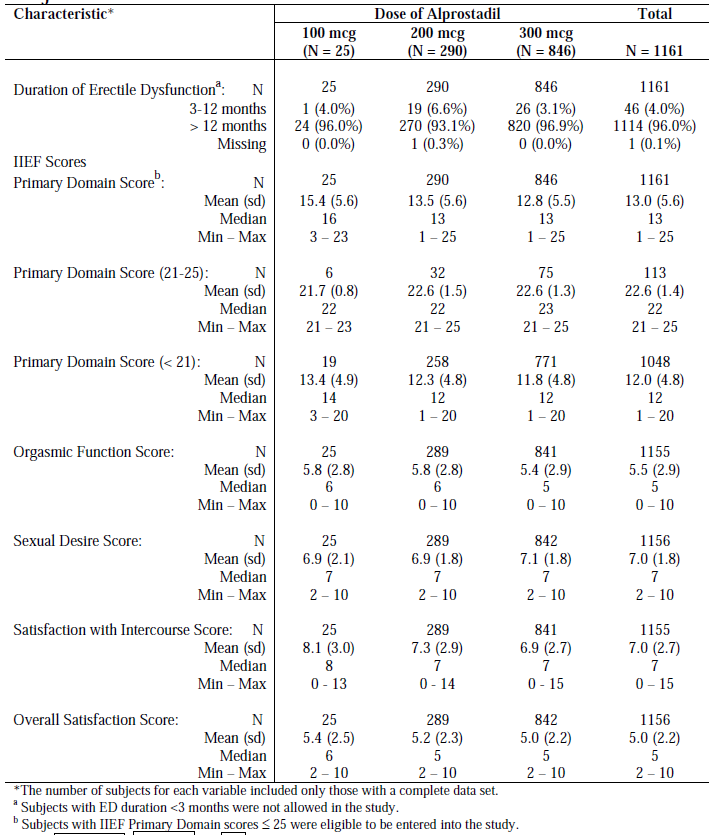 Characteristic* Dose of Alprostadil Total
100 mcg 200 mcg 300 mcg
(N = 25) (N = 290) (N = 846) N = 1161
Duration of Erectile Dysfunctionᵃ: N 25 290 846 1161
3-12 months 1 (4.0%) 19 (6.6%) 26 (3.1%) 46 (4.0%)
> 12 months 24 (96.0%) 270 (93.1%) 820 (96.9%) 1114 (96.0%)
Missing 0 (0.0%) 1 (0.3%) 0 (0.0%) 1 (0.1%)
IIEF Scores
Primary Domain Scoreᵇ: N 25 290 846 1161
Mean (sd) 15.4 (5.6) 13.5 (5.6) 12.8 (5.5) 13.0 (5.6)
Median 16 13 13 13
Min – Max 3 – 23 1 – 25 1 – 25 1 – 25
Primary Domain Score (21-25): N 6 32 75 113
Mean (sd) 21.7 (0.8) 22.6 (1.5) 22.6 (1.3) 22.6 (1.4)
Median 22 22 23 22
Min – Max 21 – 23 21 – 25 21 – 25 21 – 25
Primary Domain Score (< 21): N 19 258 771 1048
Mean (sd) 13.4 (4.9) 12.3 (4.8) 11.8 (4.8) 12.0 (4.8)
Median 14 12 12 12
Min – Max 3 – 20 1 – 20 1 – 20 1 – 20
Orgasmic Function Score: N 25 289 841 1155
Mean (sd) 5.8 (2.8) 5.8 (2.8) 5.4 (2.9) 5.5 (2.9)
Median 6 6 5 5
Min – Max 0 – 10 0 – 10 0 – 10 0 – 10
Sexual Desire Score: N 25 289 842 1156
Mean (sd) 6.9 (2.1) 6.9 (1.8) 7.1 (1.8) 7.0 (1.8)
Median 7 7 7 7
Min – Max 2 – 10 2 – 10 2 – 10 2 – 10
Satisfaction with Intercourse Score: N 25 289 841 1155
Mean (sd) 8.1 (3.0) 7.3 (2.9) 6.9 (2.7) 7.0 (2.7)
Median 8 7 7 7
Min – Max 0 - 13 0 - 14 0 - 15 0 – 15
Overall Satisfaction Score: N 25 289 842 1156
Mean (sd) 5.4 (2.5) 5.2 (2.3) 5.0 (2.2) 5.0 (2.2)
Median 6 5 5 5
Min – Max 2 – 10 2 – 10 2 – 10 2 – 10
*The number of subjects for each variable included only those with a complete data set.
ᵃ Subjects with ED duration <3 months were not allowed in the study.
ᵇ Subjects with IIEF Primary Domain scores ≤ 25 were eligible to be entered into the study.